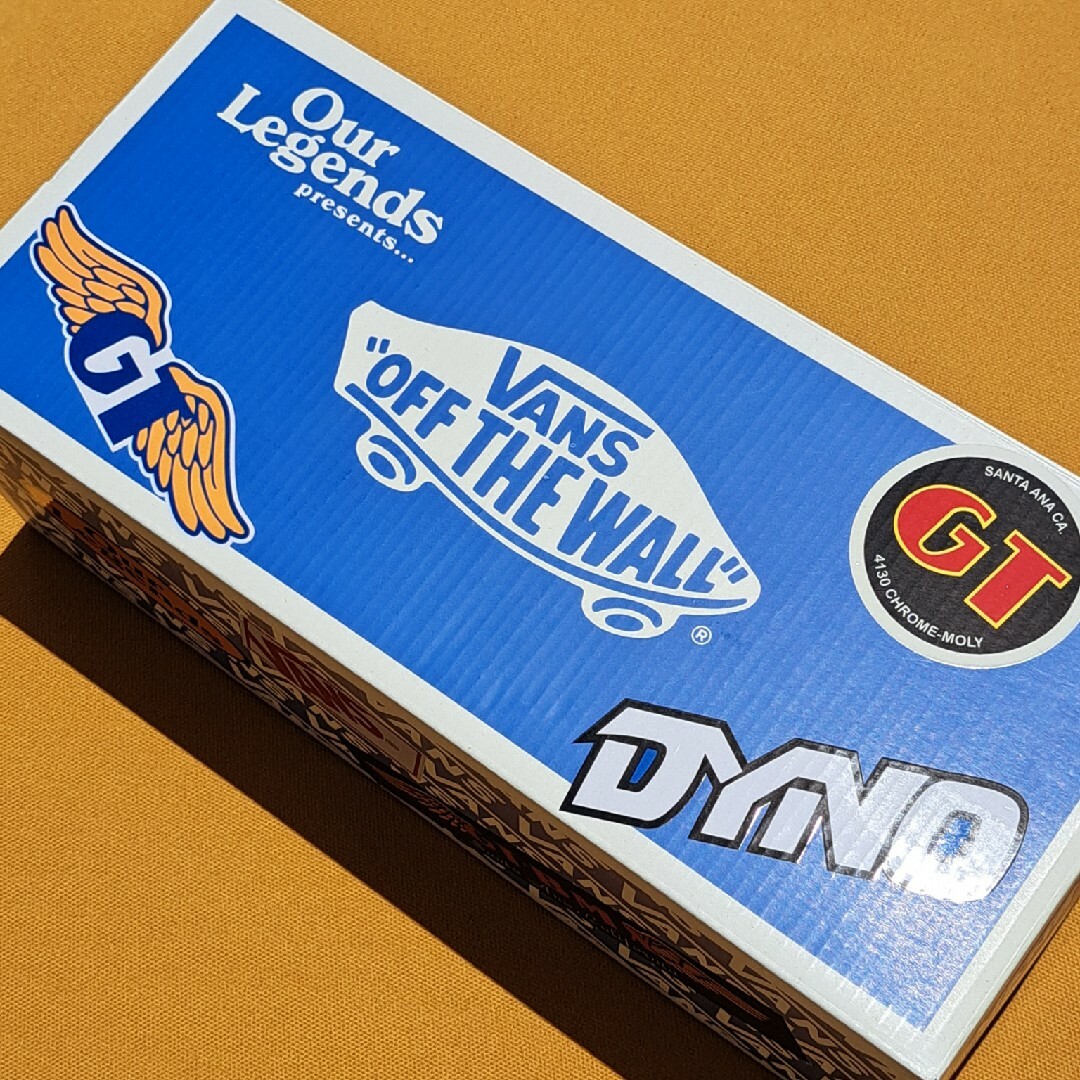 Our
Legends
presents...
GT
VANS
"OFF THE WALL"
®
SANTA ANA CA.
GT
4130 CHROME-MOLY
DYNO